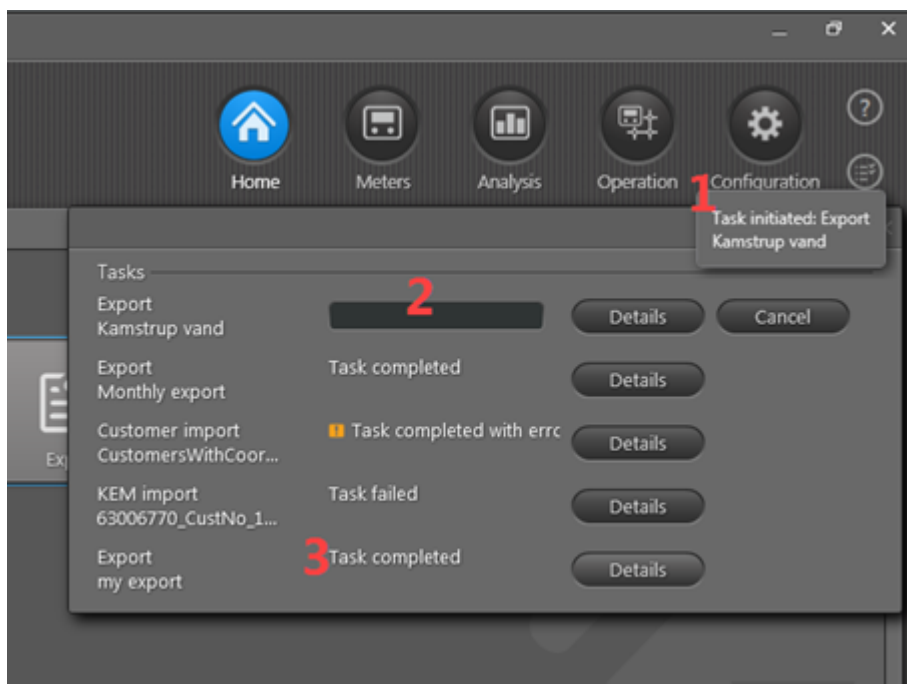 ?
Home
Meters
Analysis
Operation
Configuration
1
Task initiated: Export
Kamstrup vand
Tasks
2
Export
Kamstrup vand
Details
Cancel
Export
Monthly export
Task completed
Details
Customer import
CustomersWithCoor...
! Task completed with errc
Details
KEM import
63006770_CustNo_1...
Task failed
Details
Export
my export
3
Task completed
Details